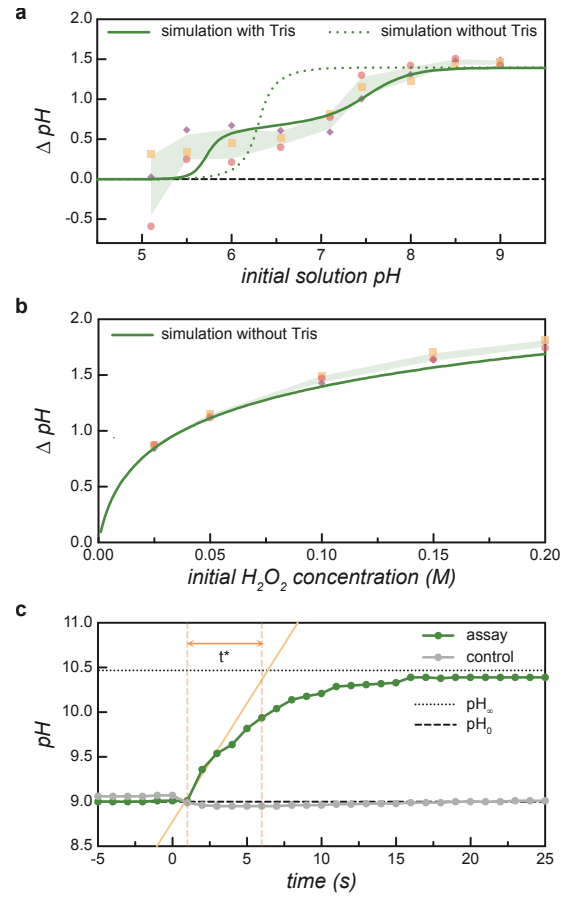 a
simulation with Tris
simulation without Tris
2.0
1.5
1.0
0.5
0.0
-0.5
Δ pH
5 6 7 8 9
initial solution pH
b
simulation without Tris
2.0
1.5
1.0
0.5
0.0
Δ pH
0.00 0.05 0.10 0.15 0.20
initial H₂O₂ concentration (M)
c
11.0
10.5
10.0
9.5
9.0
8.5
pH
t*
assay
control
pH∞
pH₀
-5 0 5 10 15 20 25
time (s)